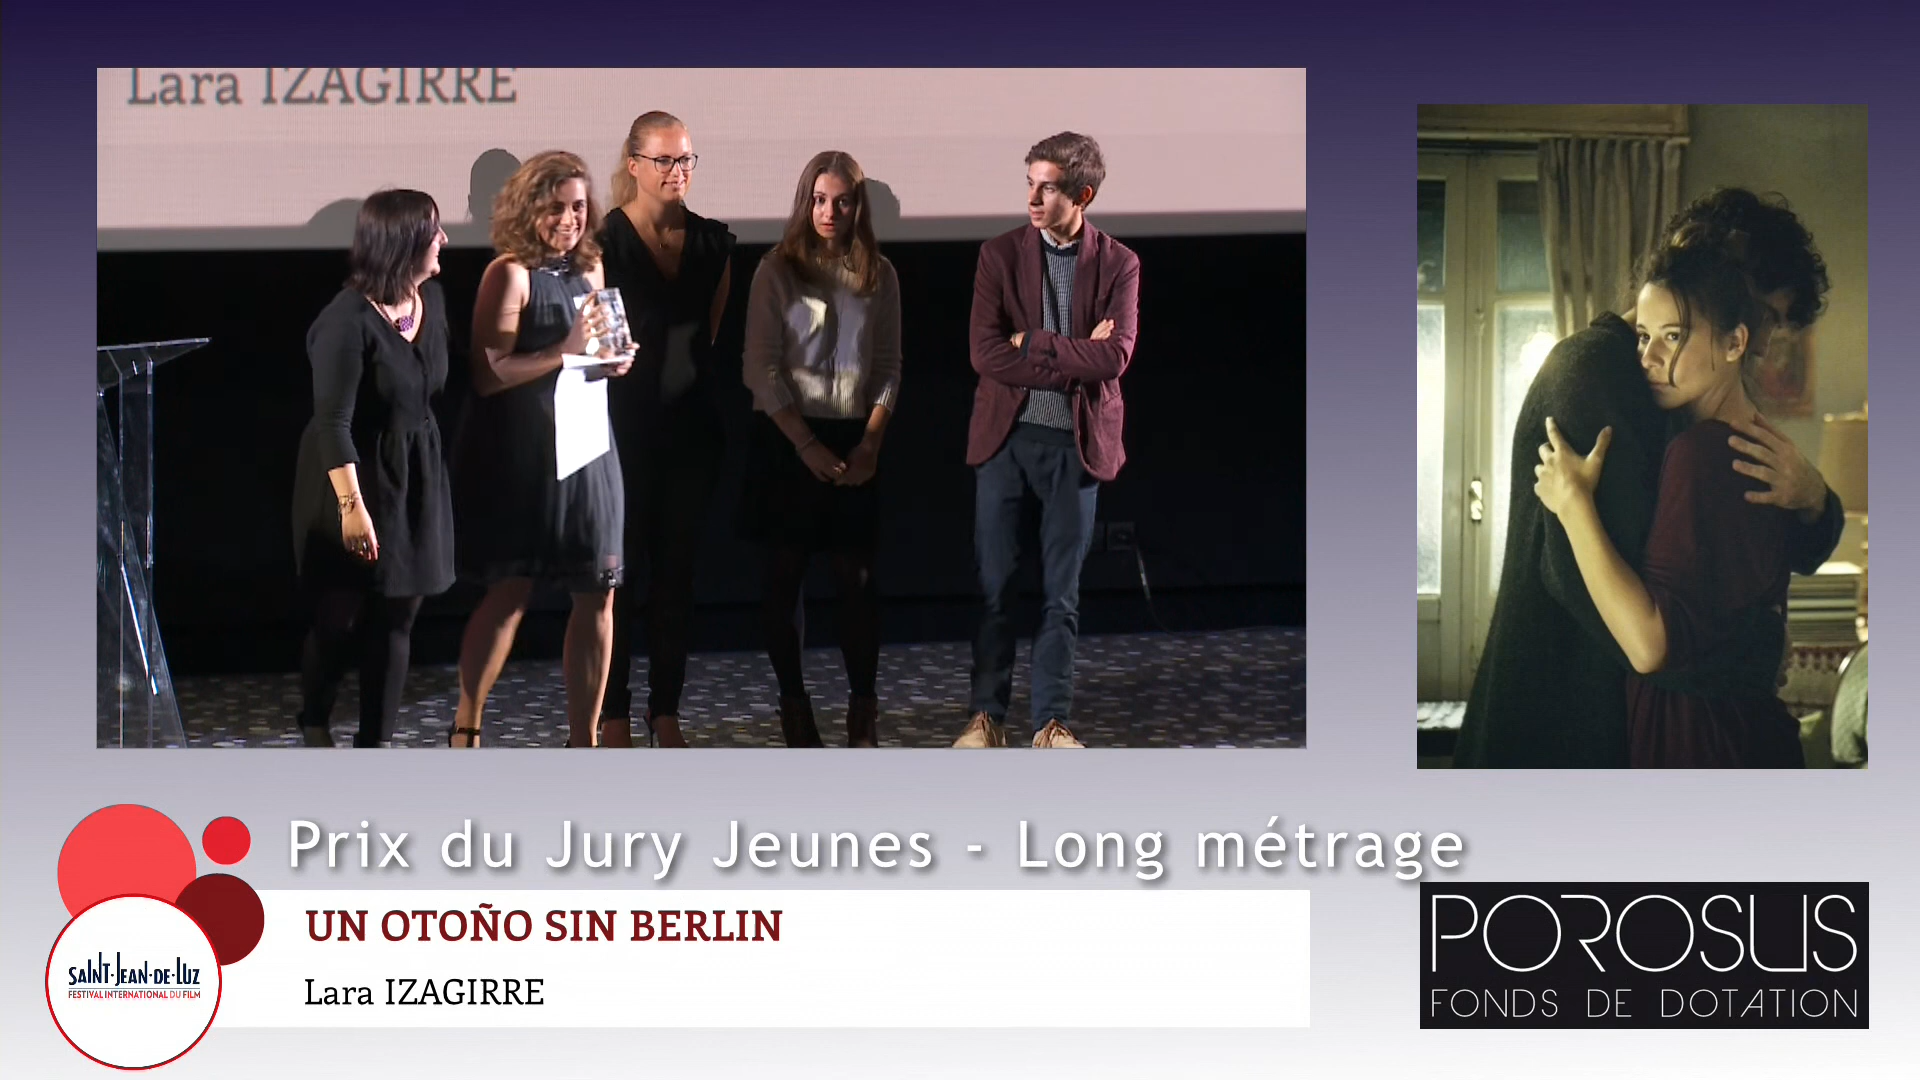 Lara IZAGIRRE
Prix du Jury Jeunes - Long métrage
UN OTOÑO SIN BERLIN
Lara IZAGIRRE
SAINT·JEAN·DE·LUZ
FESTIVAL INTERNATIONAL DU FILM
POROSUS
FONDS DE DOTATION